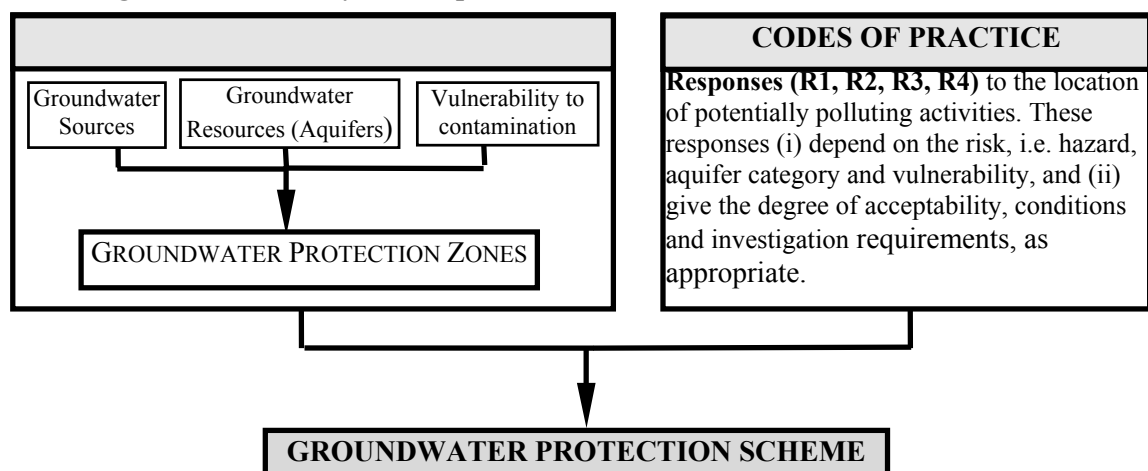 CODES OF PRACTICE
Groundwater
Sources
Groundwater
Resources (Aquifers)
Vulnerability to
contamination
GROUNDWATER PROTECTION ZONES
Responses (R1, R2, R3, R4) to the location
of potentially polluting activities. These
responses (i) depend on the risk, i.e. hazard,
aquifer category and vulnerability, and (ii)
give the degree of acceptability, conditions
and investigation requirements, as
appropriate.
GROUNDWATER PROTECTION SCHEME